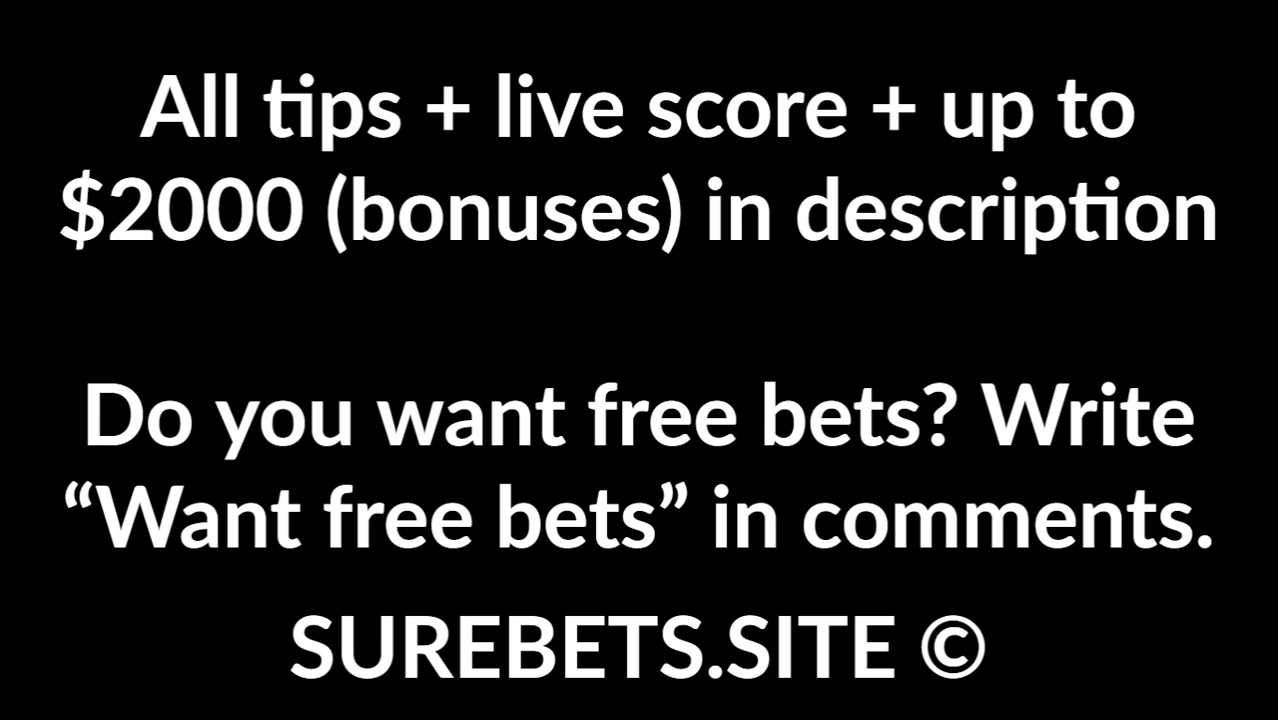 All tips + live score + up to
$2000 (bonuses) in description
Do you want free bets? Write
“Want free bets” in comments.
SUREBETS.SITE ©